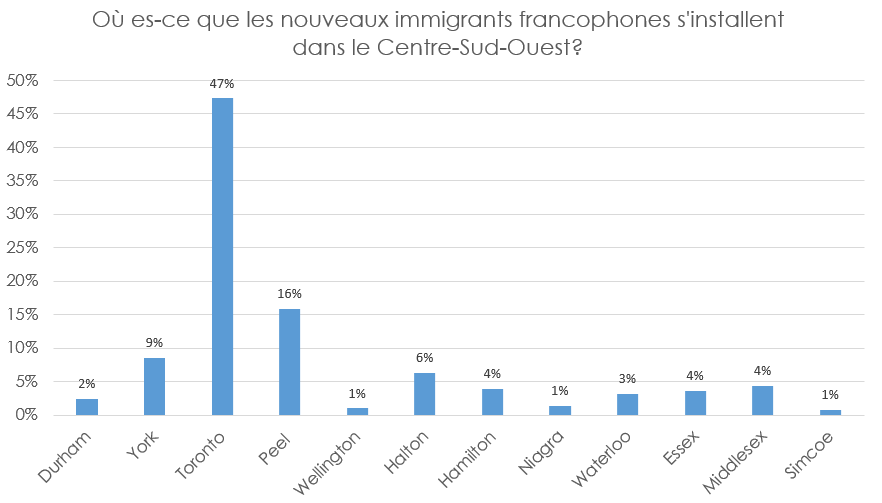 Où es-ce que les nouveaux immigrants francophones s'installent
dans le Centre-Sud-Ouest?
50%
45%
40%
35%
30%
25%
20%
15%
10%
5%
0%
2%
9%
47%
16%
1%
6%
4%
1%
3%
4%
4%
1%
Durham
York
Toronto
Peel
Wellington
Halton
Hamilton
Niagra
Waterloo
Essex
Middlesex
Simcoe